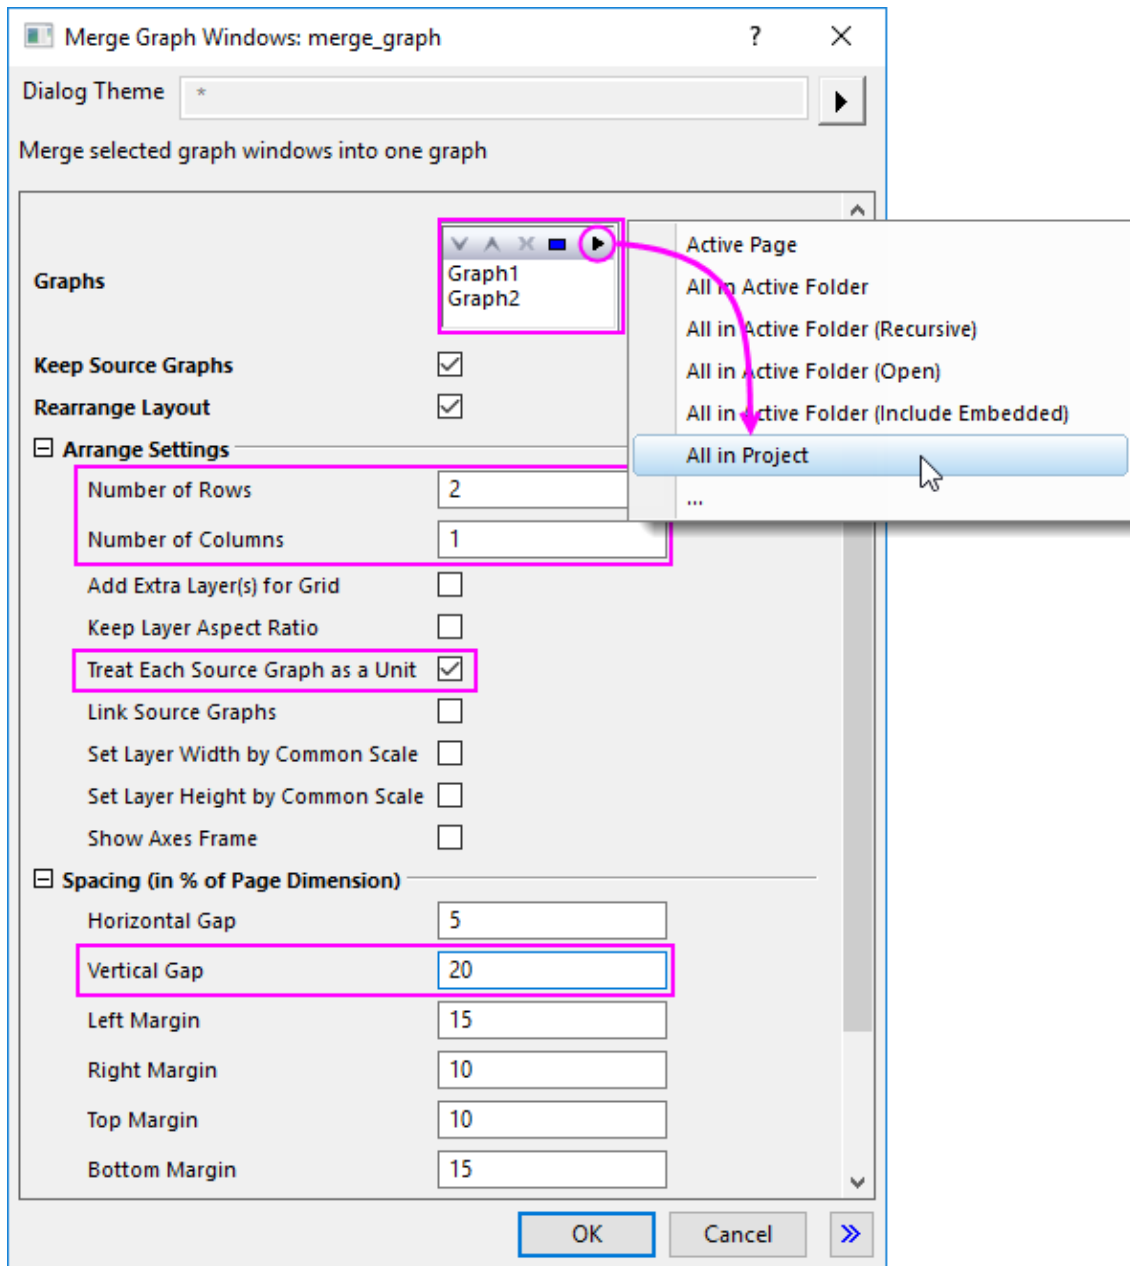 Merge Graph Windows: merge_graph ?
Dialog Theme *
Merge selected graph windows into one graph
Graphs
Graph1
Graph2
Active Page
All in Active Folder
All in Active Folder (Recursive)
All in Active Folder (Open)
All in Active Folder (Include Embedded)
All in Project
...
Keep Source Graphs
Rearrange Layout
Arrange Settings
Number of Rows 2
Number of Columns 1
Add Extra Layer(s) for Grid
Keep Layer Aspect Ratio
Treat Each Source Graph as a Unit
Link Source Graphs
Set Layer Width by Common Scale
Set Layer Height by Common Scale
Show Axes Frame
Spacing (in % of Page Dimension)
Horizontal Gap 5
Vertical Gap 20
Left Margin 15
Right Margin 10
Top Margin 10
Bottom Margin 15
OK Cancel »